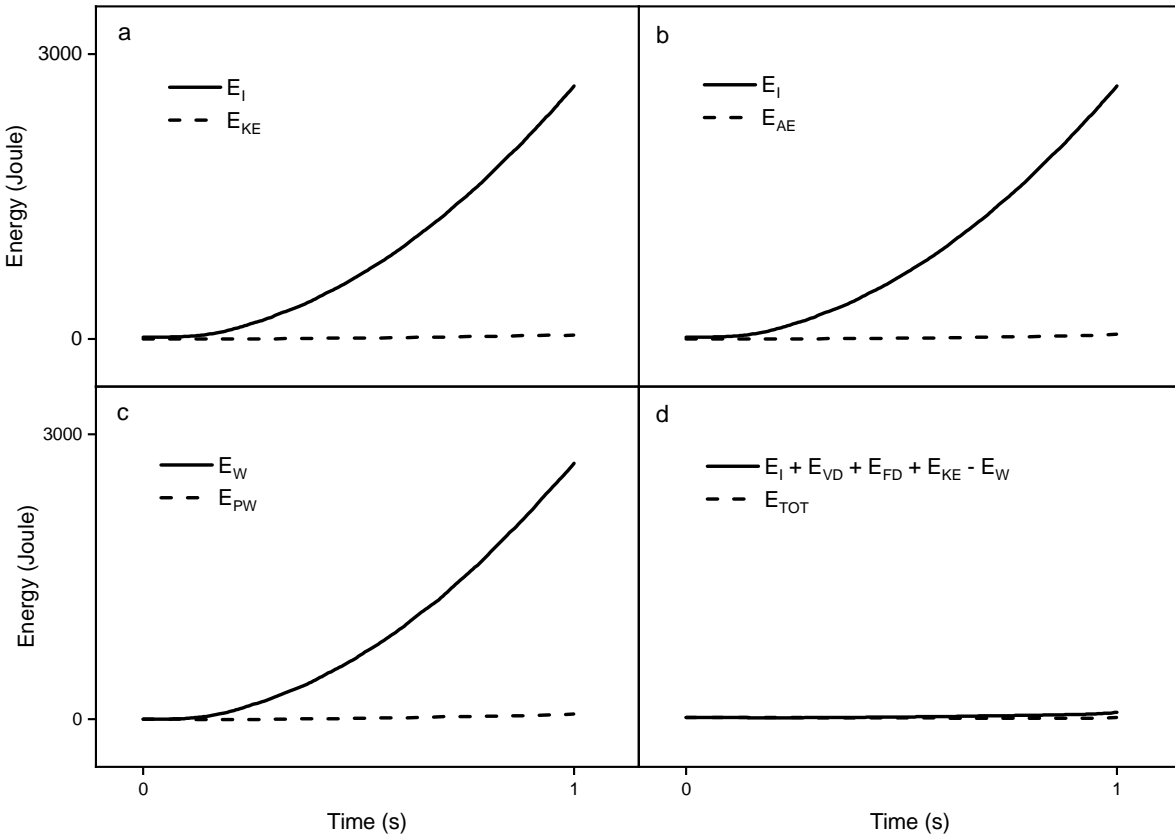 a
3000
E_I
E_KE
Energy (Joule)
0
b
E_I
E_AE
c
3000
E_W
E_PW
Energy (Joule)
0
0
1
Time (s)
d
E_I + E_VD + E_FD + E_KE - E_W
E_TOT
0
1
Time (s)